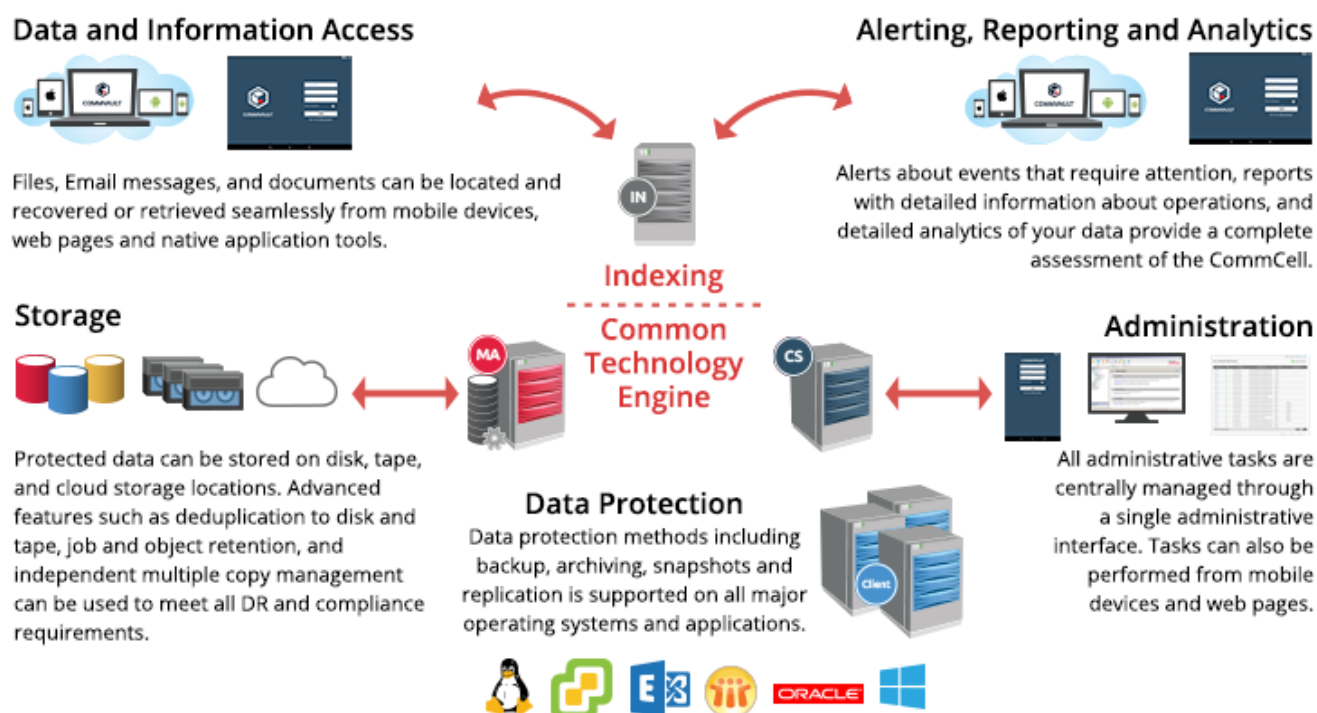 Data and Information Access
COMMVAULT
COMMVAULT
Files, Email messages, and documents can be located and
recovered or retrieved seamlessly from mobile devices,
web pages and native application tools.
Alerting, Reporting and Analytics
COMMVAULT
COMMVAULT
Alerts about events that require attention, reports
with detailed information about operations, and
detailed analytics of your data provide a complete
assessment of the CommCell.
IN
Indexing
Common
Technology
Engine
MA
CS
Storage
Protected data can be stored on disk, tape,
and cloud storage locations. Advanced
features such as deduplication to disk and
tape, job and object retention, and
independent multiple copy management
can be used to meet all DR and compliance
requirements.
Data Protection
Data protection methods including
backup, archiving, snapshots and
replication is supported on all major
operating systems and applications.
Client
E
ORACLE
Administration
COMMVAULT
All administrative tasks are
centrally managed through
a single administrative
interface. Tasks can also be
performed from mobile
devices and web pages.